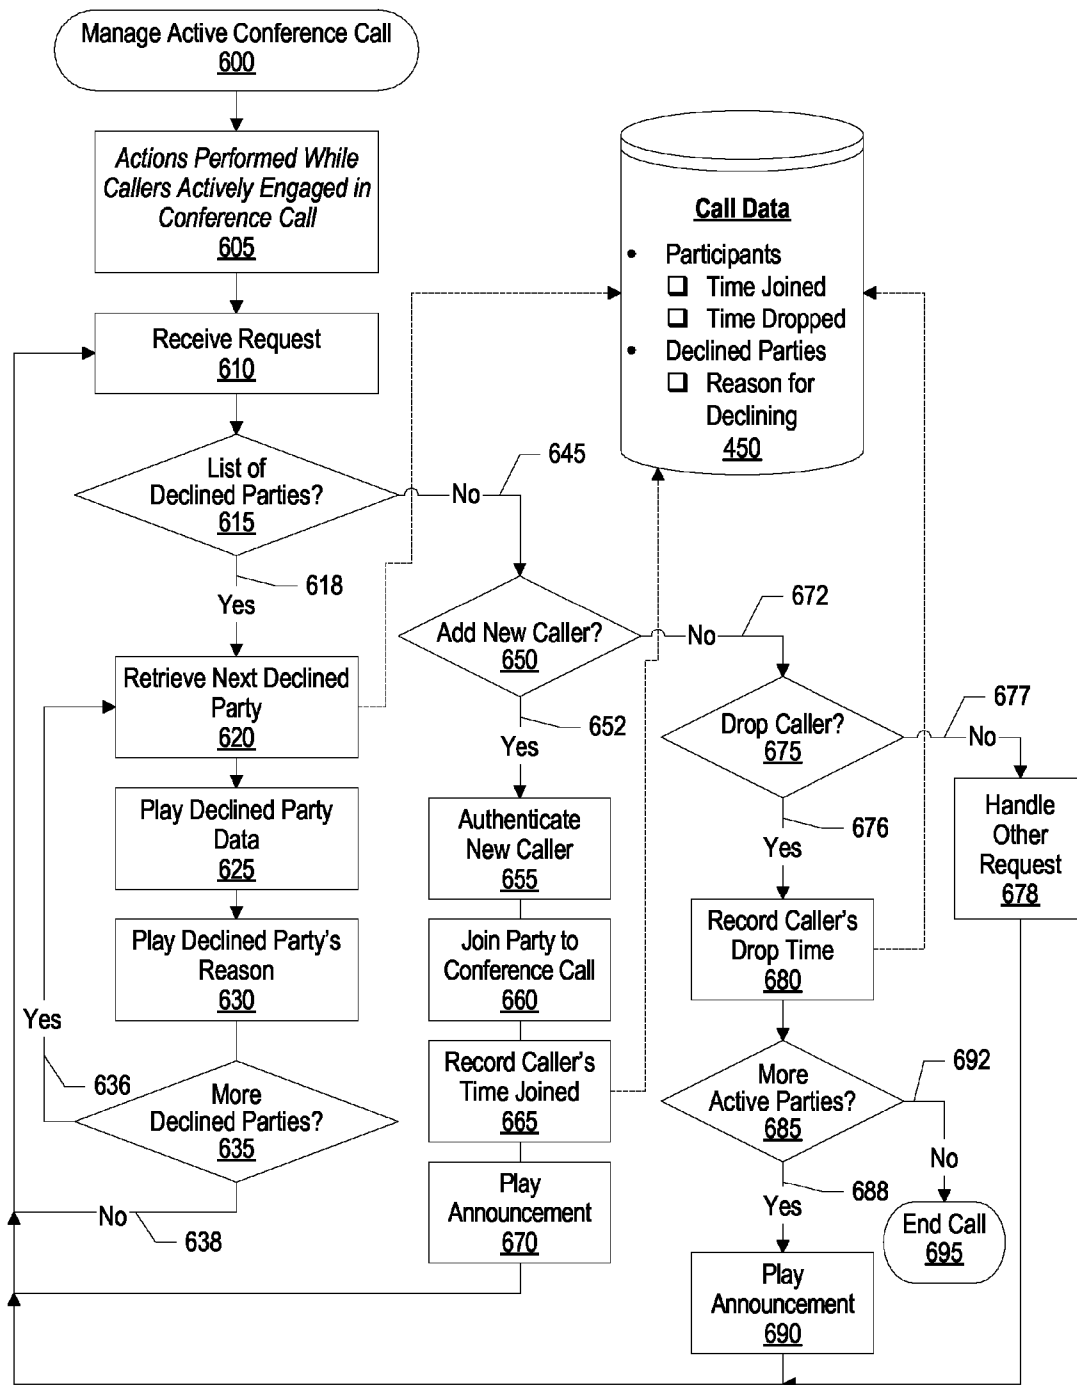 Manage Active Conference Call
600
Actions Performed While
Callers Actively Engaged in
Conference Call
605
Receive Request
610
List of
Declined Parties?
615
No
645
618
Yes
Call Data
• Participants
❑ Time Joined
❑ Time Dropped
• Declined Parties
❑ Reason for
Declining
450
Retrieve Next Declined
Party
620
Play Declined Party
Data
625
Play Declined Party's
Reason
630
Yes
636
More
Declined Parties?
635
No
638
Add New Caller?
650
No
672
652
Yes
Authenticate
New Caller
655
Join Party to
Conference Call
660
Record Caller's
Time Joined
665
Play
Announcement
670
Drop Caller?
675
No
677
676
Yes
Handle
Other
Request
678
Record Caller's
Drop Time
680
More
Active Parties?
685
692
No
688
Yes
End Call
695
Play
Announcement
690